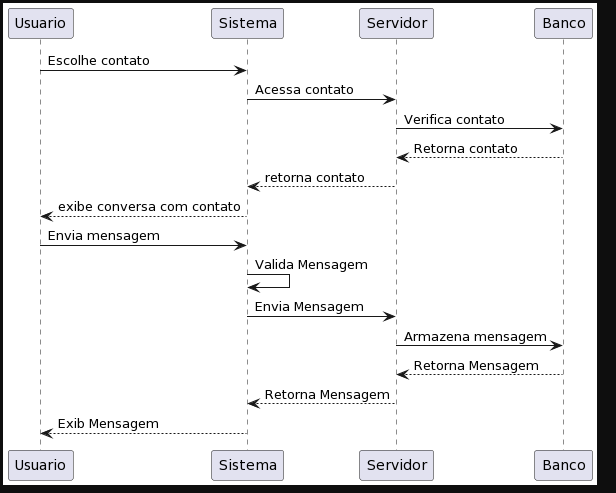 Usuario Sistema Servidor Banco
Escolhe contato
Acessa contato
Verifica contato
Retorna contato
retorna contato
exibe conversa com contato
Envia mensagem
Valida Mensagem
Envia Mensagem
Armazena mensagem
Retorna Mensagem
Retorna Mensagem
Exib Mensagem
Usuario Sistema Servidor Banco